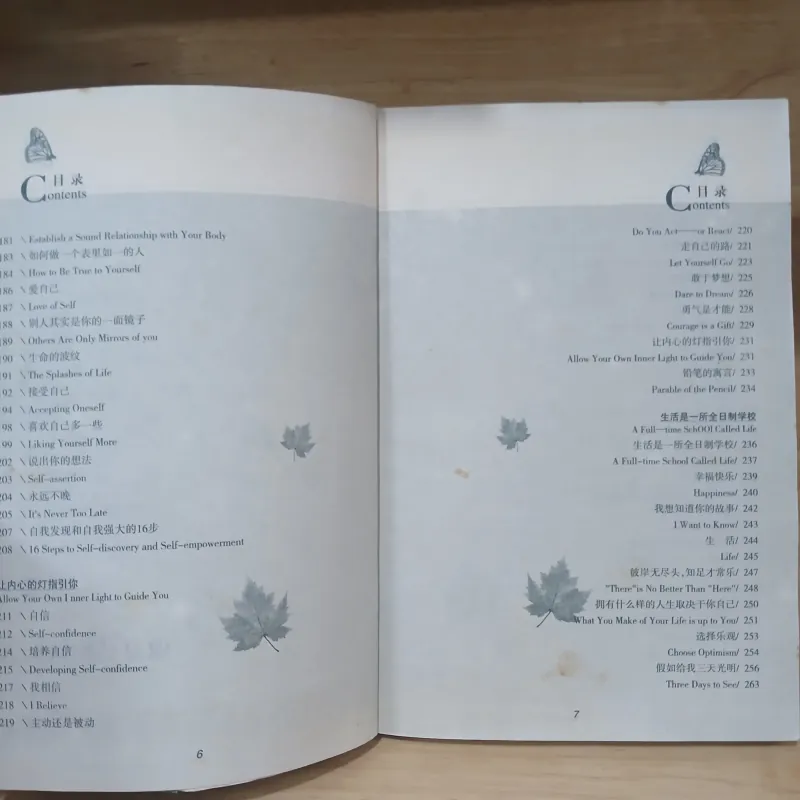 目录
Contents
181 \ Establish a Sound Relationship with Your Body
183 \ 如何做一个表里如一的人
184 \ How to Be True to Yourself
186 \ 爱自己
187 \ Love of Self
188 \ 别人其实是你的一面镜子
189 \ Others Are Only Mirrors of you
190 \ 生命的波纹
191 \ The Splashes of Life
192 \ 接受自己
194 \ Accepting Oneself
198 \ 喜欢自己多一些
199 \ Liking Yourself More
202 \ 说出你的想法
203 \ Self-assertion
204 \ 永远不晚
205 \ It's Never Too Late
207 \ 自我发现和自我强大的16步
208 \ 16 Steps to Self-discovery and Self-empowerment
让内心的灯指引你
Allow Your Own Inner Light to Guide You
211 \ 自信
212 \ Self-confidence
214 \ 培养自信
215 \ Developing Self-confidence
217 \ 我相信
218 \ I Believe
219 \ 主动还是被动
6
目录
Contents
Do You Act——or React/ 220
走自己的路/ 221
Let Yourself Go/ 223
敢于梦想/ 225
Dare to Dream/ 226
勇气是才能/ 228
Courage is a Gift/ 229
让内心的灯指引你/ 231
Allow Your Own Inner Light to Guide You/ 231
铅笔的寓言/ 233
Parable of the Pencil/ 234
生活是一所全日制学校
A Full—time SchOOl Called Life
生活是一所全日制学校/ 236
A Full-time School Called Life/ 237
幸福快乐/ 239
Happiness/ 240
我想知道你的故事/ 242
I Want to Know/ 243
生 活/ 244
Life/ 245
彼岸无尽头,知足才常乐/ 247
"There"is No Better Than "Here"/ 248
拥有什么样的人生取决于你自己/ 250
What You Make of Your Life is up to You/ 251
选择乐观/ 253
Choose Optimism/ 254
假如给我三天光明/ 256
Three Days to See/ 263
7